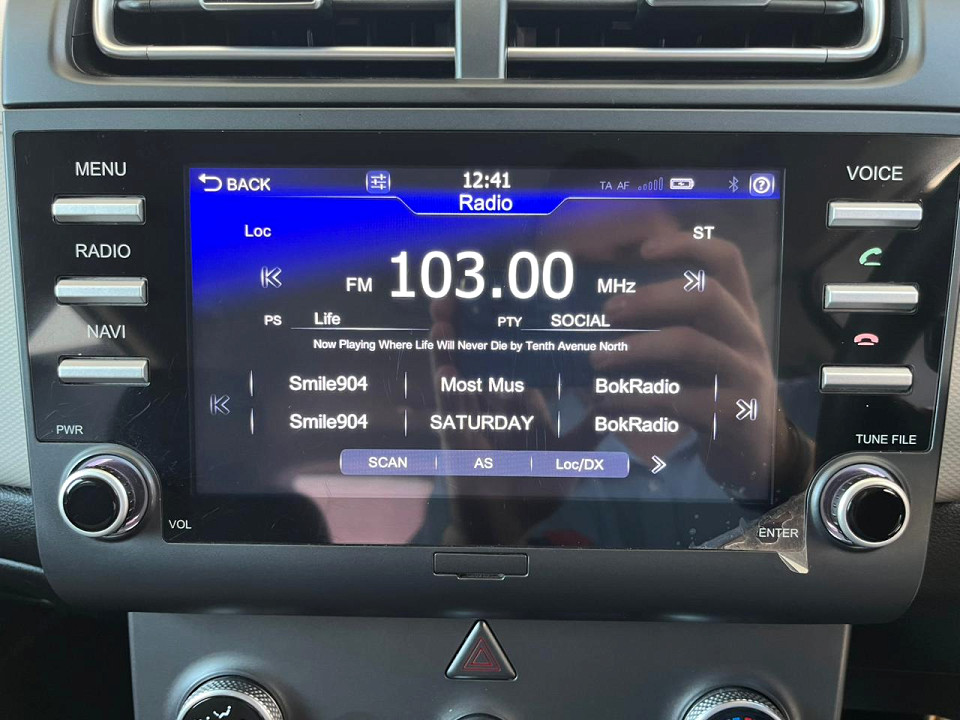 MENU
RADIO
NAVI
PWR
VOL
BACK
12:41
TA AF
Radio
Loc
ST
FM 103.00 MHz
PS Life PTY SOCIAL
Now Playing Where Life Will Never Die by Tenth Avenue North
Smile904 Most Mus BokRadio
Smile904 SATURDAY BokRadio
SCAN AS Loc/DX
VOICE
TUNE FILE
ENTER